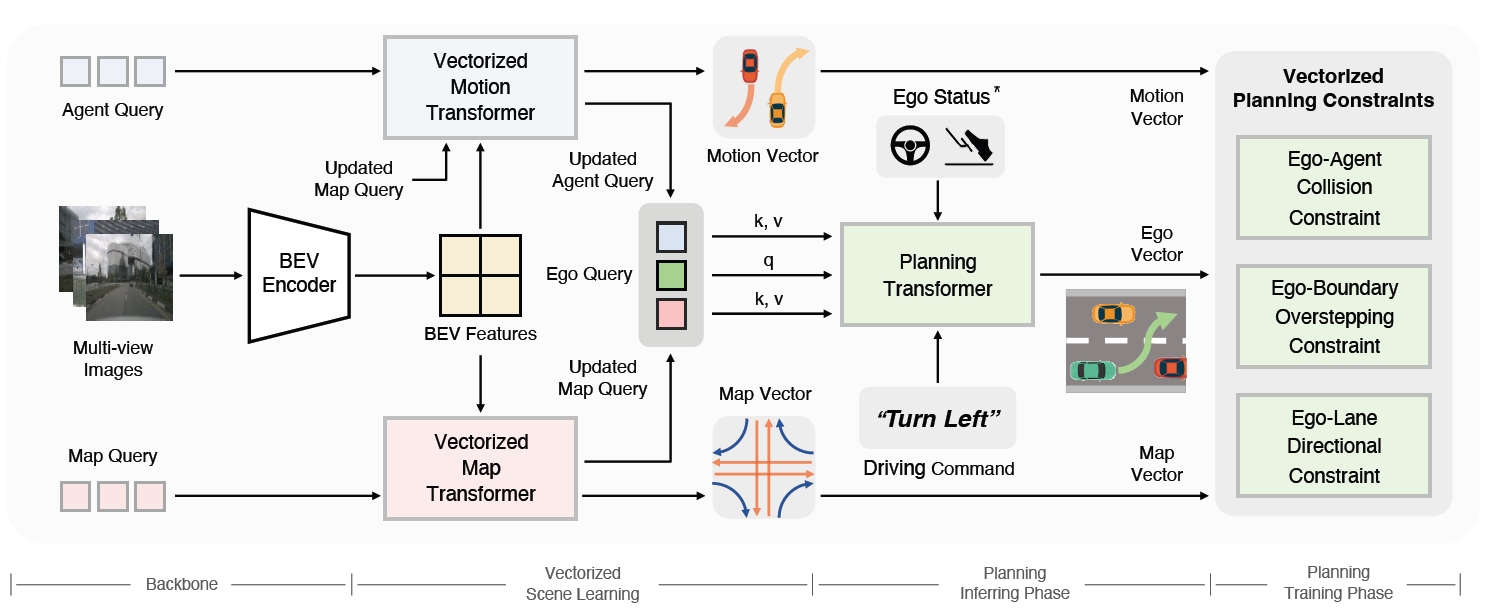 Agent Query
Vectorized
Motion
Transformer
Updated
Map Query
Updated
Agent Query
Motion Vector
Ego Status
Motion
Vector
Vectorized
Planning Constraints
Ego-Agent
Collision
Constraint
Multi-view
Images
BEV
Encoder
BEV Features
Ego Query
k, v
q
k, v
Planning
Transformer
Ego
Vector
Ego-Boundary
Overstepping
Constraint
Map Query
Vectorized
Map
Transformer
Updated
Map Query
Map Vector
“Turn Left”
Driving Command
Map
Vector
Ego-Lane
Directional
Constraint
Backbone
Vectorized
Scene Learning
Planning
Inferring Phase
Planning
Training Phase